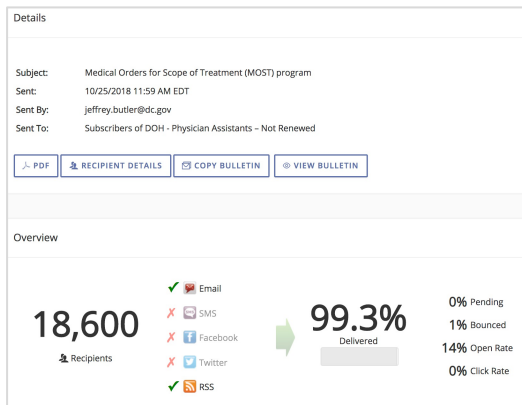 Details
Subject: Medical Orders for Scope of Treatment (MOST) program
Sent: 10/25/2018 11:59 AM EDT
Sent By: jeffrey.butler@dc.gov
Sent To: Subscribers of DOH - Physician Assistants – Not Renewed
PDF RECIPIENT DETAILS COPY BULLETIN VIEW BULLETIN
Overview
18,600
Recipients
Email
SMS
Facebook
Twitter
RSS
99.3%
Delivered
0% Pending
1% Bounced
14% Open Rate
0% Click Rate